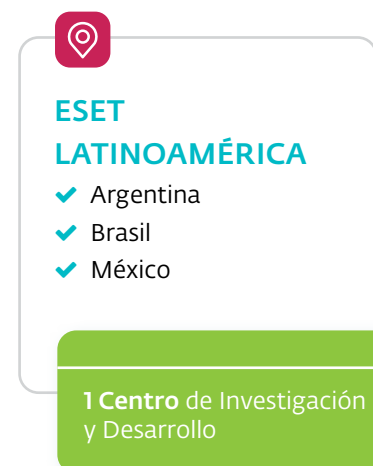 ESET
LATINOAMÉRICA
Argentina
Brasil
México
1 Centro de Investigación
y Desarrollo